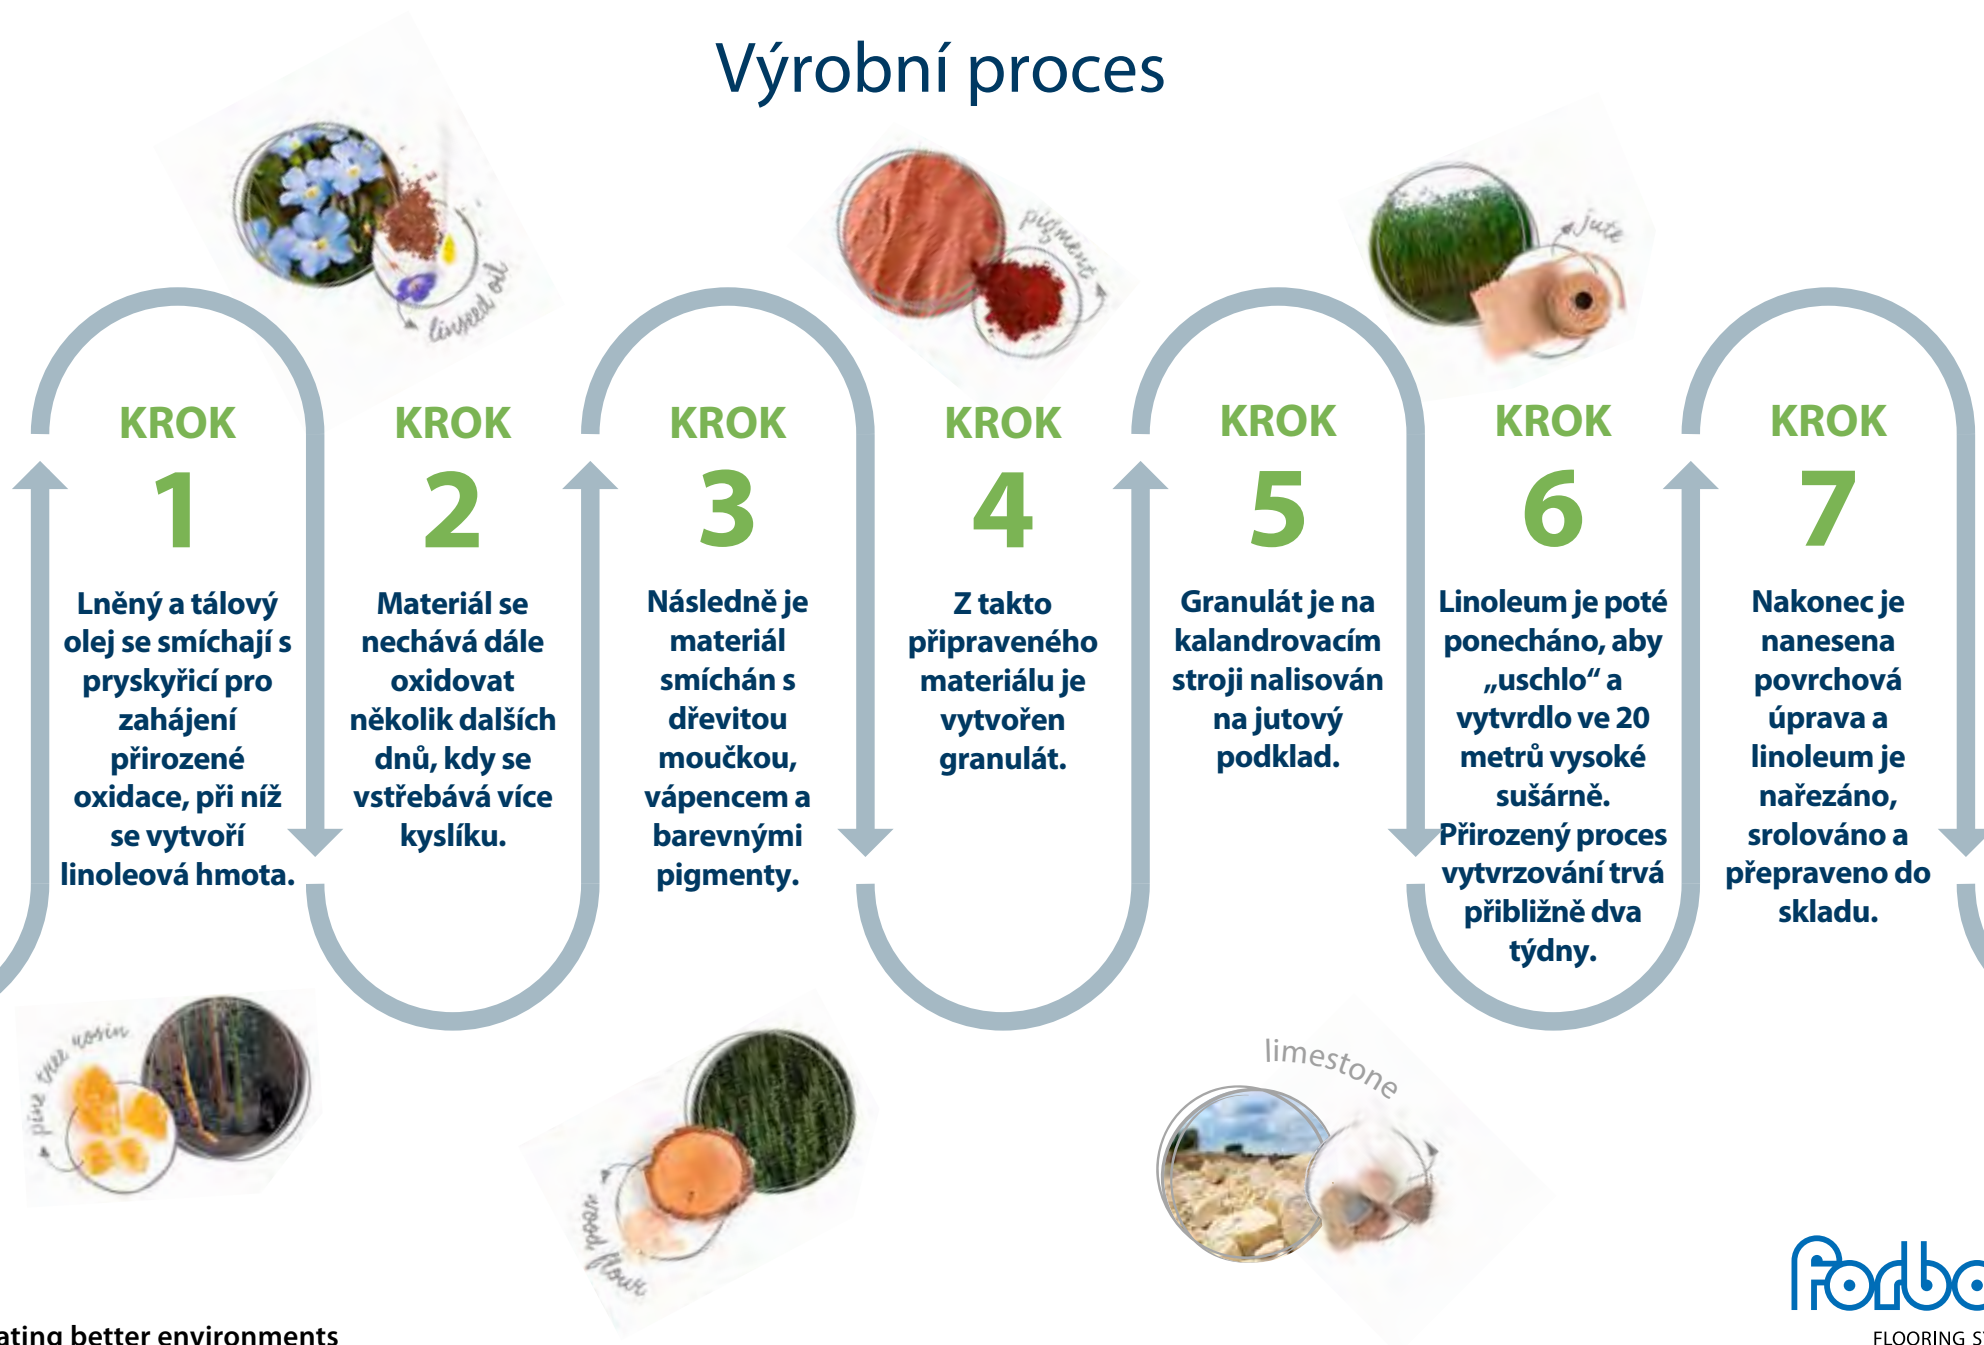 Výrobní proces
linseed oil
pigment
jute
KROK
1
Lněný a tálový
olej se smíchají s
pryskyřicí pro
zahájení
přirozené
oxidace, při níž
se vytvoří
linoleová hmota.
KROK
2
Materiál se
nechává dále
oxidovat
několik dalších
dnů, kdy se
vstřebává více
kyslíku.
KROK
3
Následně je
materiál
smíchán s
dřevitou
moučkou,
vápencem a
barevnými
pigmenty.
KROK
4
Z takto
připraveného
materiálu je
vytvořen
granulát.
KROK
5
Granulát je na
kalandrovacím
stroji nalisován
na jutový
podklad.
KROK
6
Linoleum je poté
ponecháno, aby
„uschlo“ a
vytvrdlo ve 20
metrů vysoké
sušárně.
Přirozený proces
vytvrzování trvá
přibližně dva
týdny.
KROK
7
Nakonec je
nanesena
povrchová
úprava a
linoleum je
nařezáno,
srolováno a
přepraveno do
skladu.
pine tree rosin
wood flour
limestone
ating better environments
forbo
FLOORING S